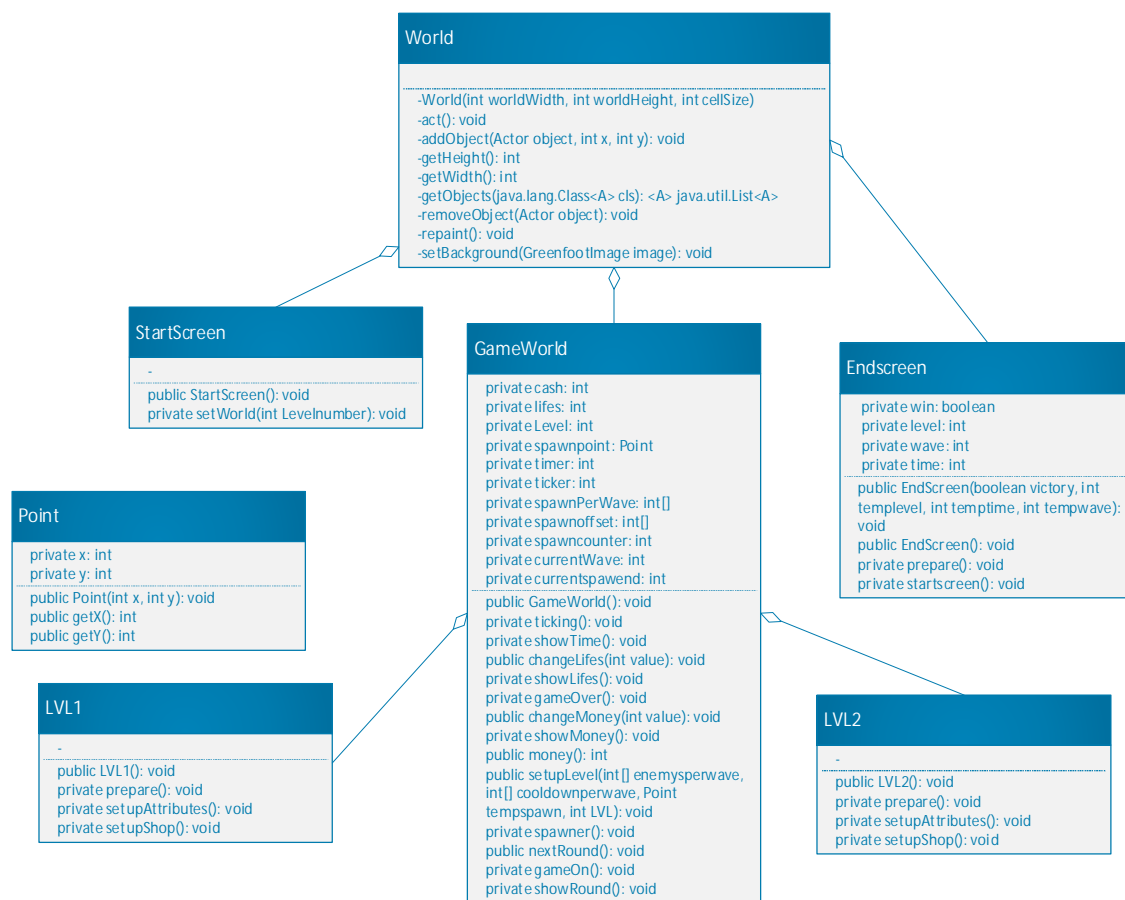 World
-World(int worldWidth, int worldHeight, int cellSize)
-act(): void
-addObject(Actor object, int x, int y): void
-getHeight(): int
-getWidth(): int
-getObjects(java.lang.Class<A> cls): <A> java.util.List<A>
-removeObject(Actor object): void
-repaint(): void
-setBackground(GreenfootImage image): void
StartScreen
-
public StartScreen(): void
private setWorld(int Levelnumber): void
GameWorld
private cash: int
private lifes: int
private Level: int
private spawnpoint: Point
private timer: int
private ticker: int
private spawnPerWave: int[]
private spawnoffset: int[]
private spawncounter: int
private currentWave: int
private currentspawend: int
public GameWorld(): void
private ticking(): void
private showTime(): void
public changeLifes(int value): void
private showLifes(): void
private gameOver(): void
public changeMoney(int value): void
private showMoney(): void
public money(): int
public setupLevel(int[] enemysperwave,
int[] cooldownperwave, Point
tempspawn, int LVL): void
private spawner(): void
public nextRound(): void
private gameOn(): void
private showRound(): void
Endscreen
private win: boolean
private level: int
private wave: int
private time: int
public EndScreen(boolean victory, int
templevel, int temptime, int tempwave):
void
public EndScreen(): void
private prepare(): void
private startscreen(): void
Point
private x: int
private y: int
public Point(int x, int y): void
public getX(): int
public getY(): int
LVL1
-
public LVL1(): void
private prepare(): void
private setupAttributes(): void
private setupShop(): void
LVL2
-
public LVL2(): void
private prepare(): void
private setupAttributes(): void
private setupShop(): void